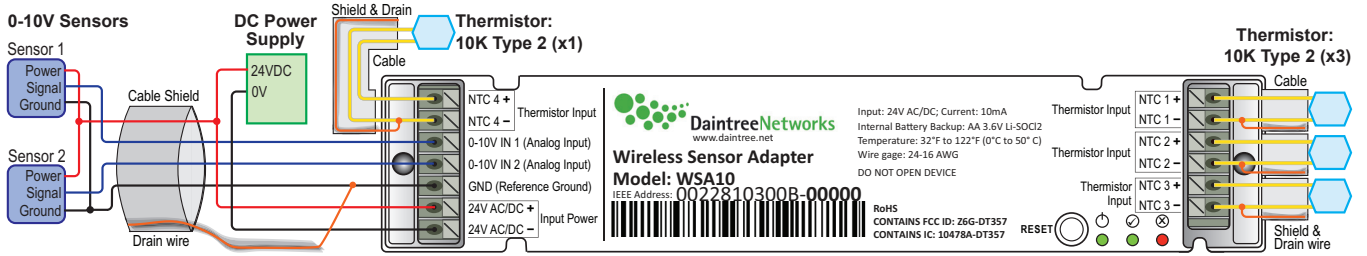 0-10V Sensors
Sensor 1
Power
Signal
Ground
Sensor 2
Power
Signal
Ground
Cable Shield
Drain wire
DC Power
Supply
24VDC
0V
Shield & Drain
Cable
Thermistor:
10K Type 2 (x1)
NTC 4 +
NTC 4 –
Thermistor Input
0-10V IN 1 (Analog Input)
0-10V IN 2 (Analog Input)
GND (Reference Ground)
24V AC/DC +
24V AC/DC –
Input Power
DaintreeNetworks
www.daintree.net
Wireless Sensor Adapter
Model: WSA10
IEEE Address: 0022810300B-00000
Input: 24V AC/DC; Current: 10mA
Internal Battery Backup: AA 3.6V Li-SOCl2
Temperature: 32°F to 122°F (0°C to 50° C)
Wire gage: 24-16 AWG
DO NOT OPEN DEVICE
RoHS
CONTAINS FCC ID: Z6G-DT357
CONTAINS IC: 10478A-DT357
RESET
Thermistor Input
NTC 1 +
NTC 1 –
Thermistor Input
NTC 2 +
NTC 2 –
Thermistor
Input
NTC 3 +
NTC 3 –
Thermistor:
10K Type 2 (x3)
Cable
Shield &
Drain wire